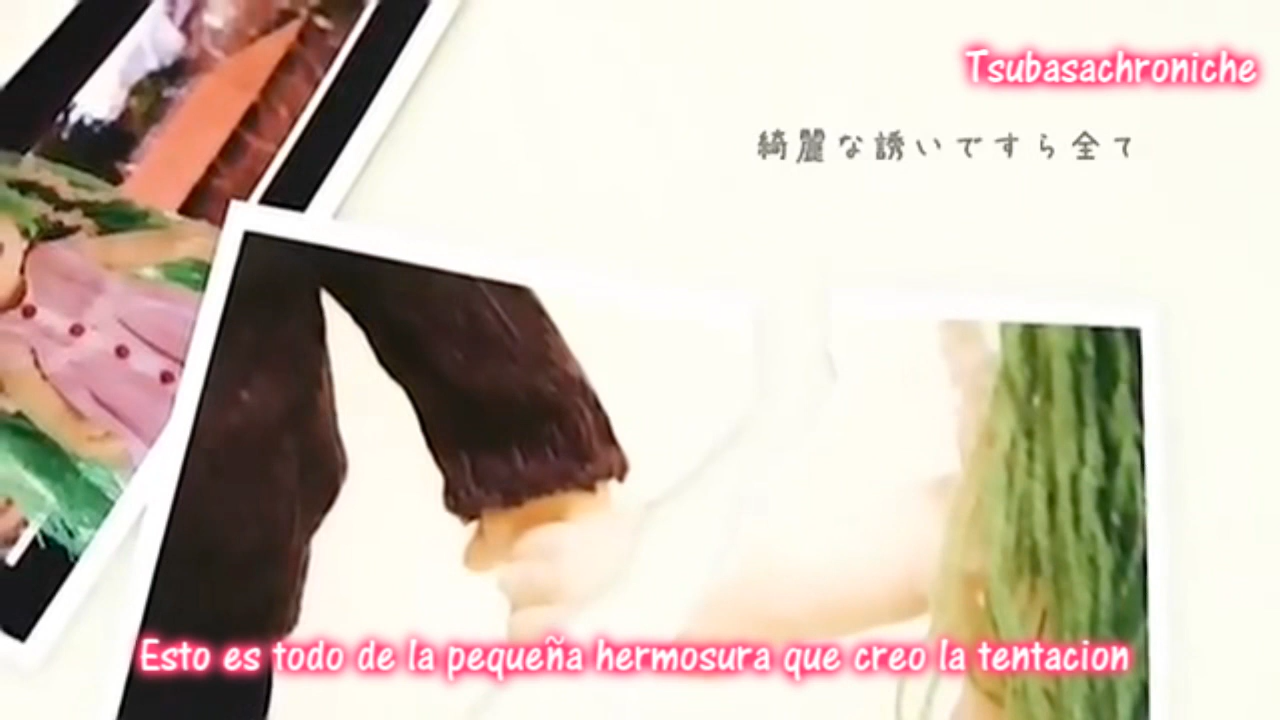 Tsubasachroniche
綺麗な誘いですら全て
Esto es todo de la pequeña hermosura que creo la tentacion